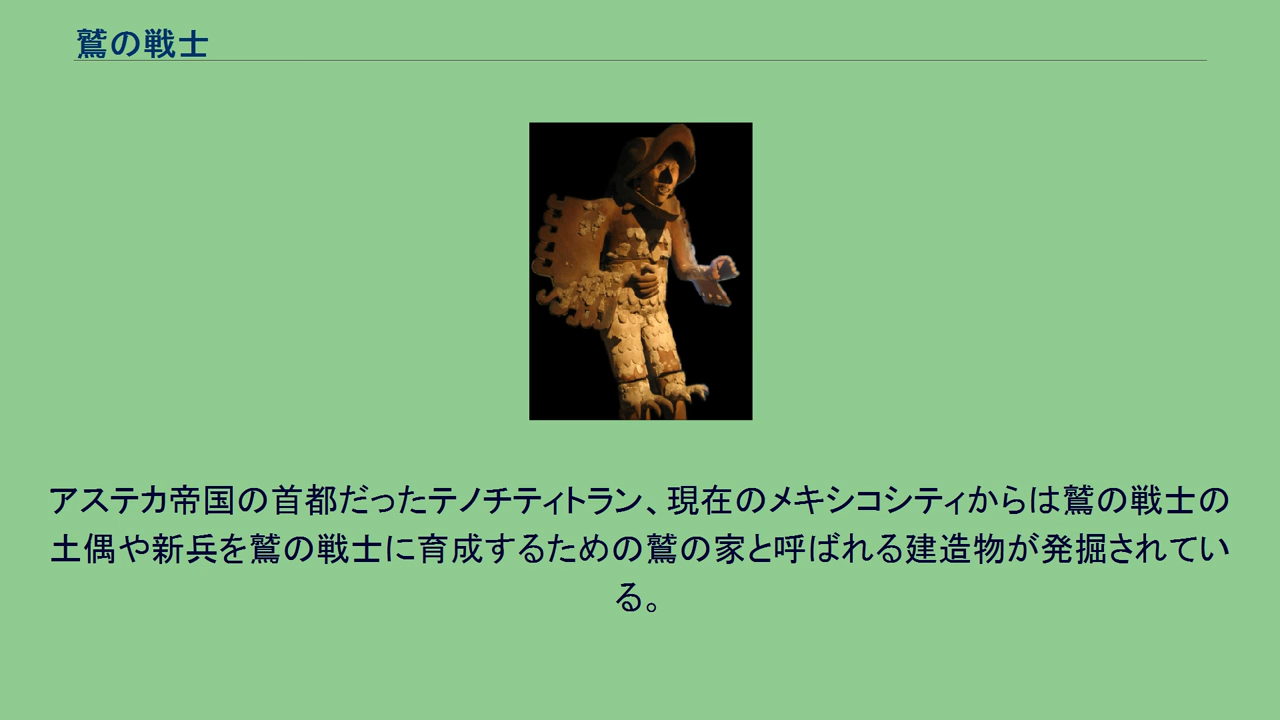 鷲の戦士
アステカ帝国の首都だったテノチティトラン、現在のメキシコシティからは鷲の戦士の
土偶や新兵を鷲の戦士に育成するための鷲の家と呼ばれる建造物が発掘されてい
る。